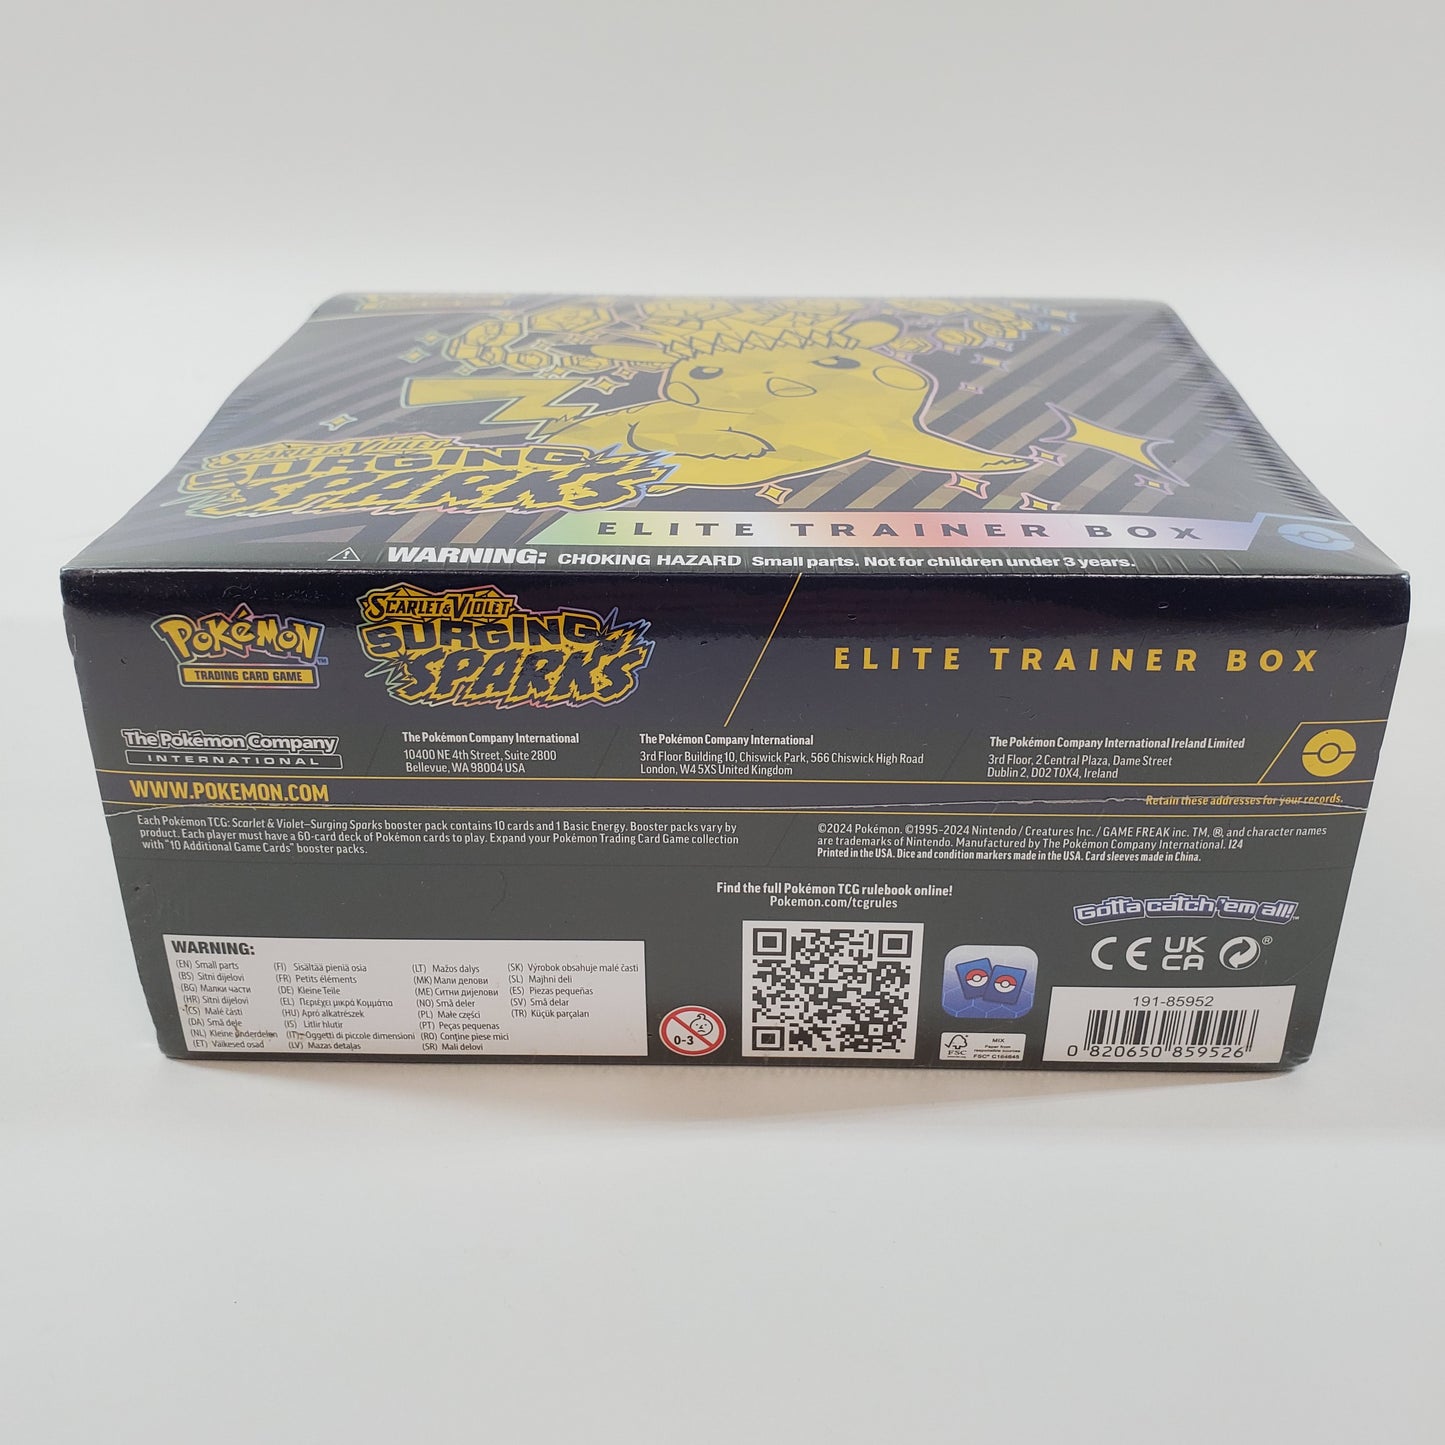 SCARLET & VIOLET
SURGING
SPARKS
ELITE TRAINER BOX
WARNING: CHOKING HAZARD Small parts. Not for children under 3 years.
POKéMON™
TRADING CARD GAME
SCARLET & VIOLET
SURGING
SPARKS
ELITE TRAINER BOX
The Pokémon Company
INTERNATIONAL
The Pokémon Company International
10400 NE 4th Street, Suite 2800
Bellevue, WA 98004 USA
The Pokémon Company International
3rd Floor Building 10, Chiswick Park, 566 Chiswick High Road
London, W4 5XS United Kingdom
The Pokémon Company International Ireland Limited
3rd Floor, 2 Central Plaza, Dame Street
Dublin 2, D02 T0X4, Ireland
WWW.POKEMON.COM
Retain these addresses for your records.
Each Pokémon TCG: Scarlet & Violet—Surging Sparks booster pack contains 10 cards and 1 Basic Energy. Booster packs vary by
product. Each player must have a 60-card deck of Pokémon cards to play. Expand your Pokémon Trading Card Game collection
with "10 Additional Game Cards" booster packs.
©2024 Pokémon. ©1995-2024 Nintendo / Creatures Inc. / GAME FREAK inc. TM, ®, and character names
are trademarks of Nintendo. Manufactured by The Pokémon Company International. I24
Printed in the USA. Dice and condition markers made in the USA. Card sleeves made in China.
Find the full Pokémon TCG rulebook online!
Pokemon.com/tcgrules
Gotta catch 'em all!™
WARNING:
(EN) Small parts
(BS) Sitni dijelovi
(BG) Малки части
(HR) Sitni dijelovi
(CS) Malé části
(DA) Små dele
(NL) Kleine onderdelen
(ET) Väikesed osad
(FI) Sisältää pieniä osia
(FR) Petits éléments
(DE) Kleine Teile
(EL) Περιέχει μικρά Κομμάτα
(HU) Apró alkatrészek
(IS) Litlir hlutir
(IT) Oggetti di piccole dimensioni
(LV) Mazas detaļas
(LT) Mažos dalys
(MK) Мали делови
(ME) Ситни дијелови
(NO) Små deler
(PL) Małe części
(PT) Peças pequenas
(RO) Conține piese mici
(SR) Mali delovi
(SK) Výrobok obsahuje malé časti
(SL) Majhni deli
(ES) Piezas pequeñas
(SV) Små delar
(TR) Küçük parçalan
0-3
CE UK
CA ®
FSC
MIX
Paper from
responsible sources
FSC® C164645
191-85952
0 820650 859526